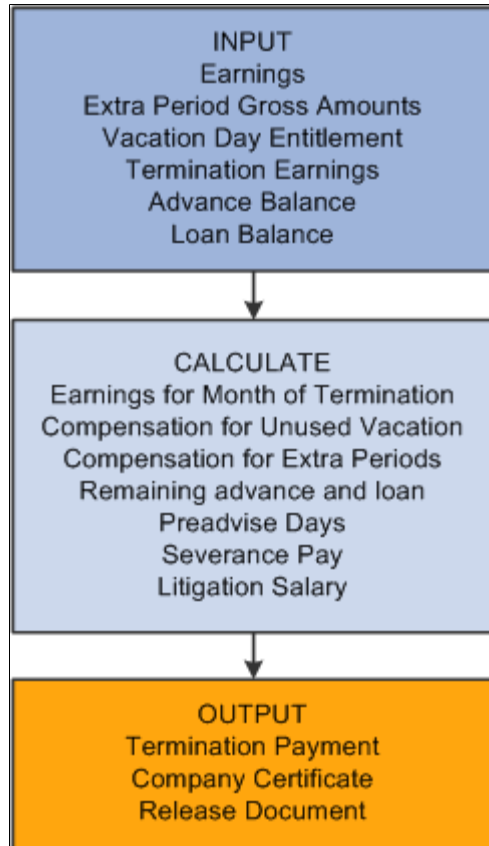 INPUT
Earnings
Extra Period Gross Amounts
Vacation Day Entitlement
Termination Earnings
Advance Balance
Loan Balance
CALCULATE
Earnings for Month of Termination
Compensation for Unused Vacation
Compensation for Extra Periods
Remaining advance and loan
Preadvise Days
Severance Pay
Litigation Salary
OUTPUT
Termination Payment
Company Certificate
Release Document